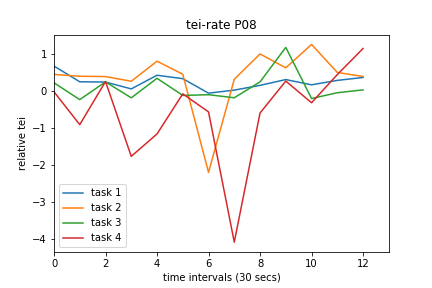 tei-rate P08
relative tei
1
0
−1
−2
−3
−4
task 1
task 2
task 3
task 4
0 2 4 6 8 10 12
time intervals (30 secs)